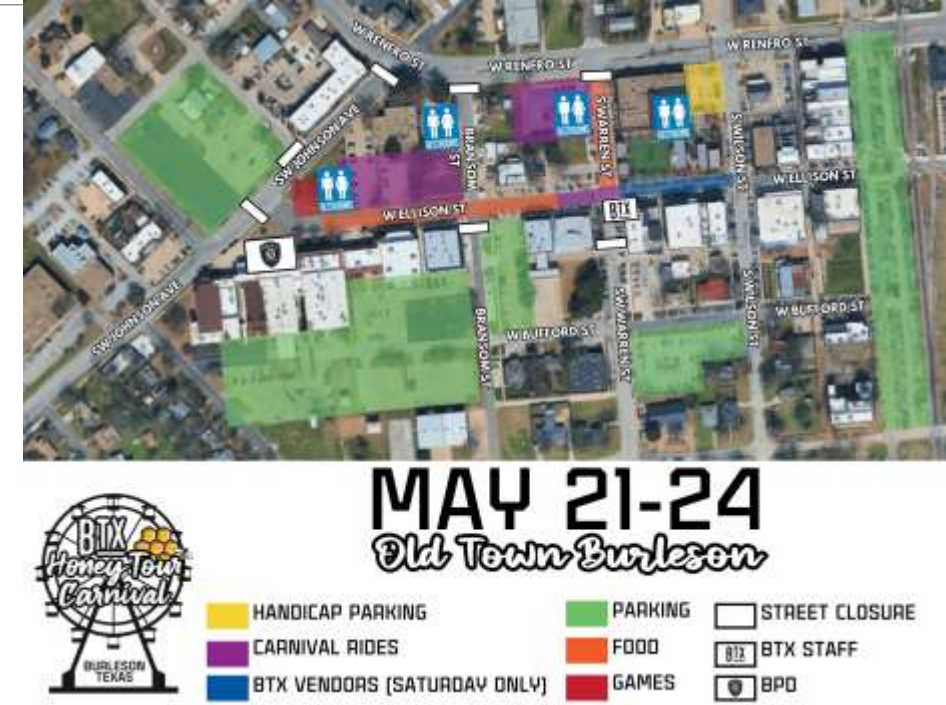 W RENFRO ST
W RENFRO ST
W RENFRO ST
SW JOHNSON AVE
BRANSOM ST
S WARREN ST
S WILSON ST
W ELLISON ST
W ELLISON ST
BTX
SW JOHNSON AVE
BRANSOM ST
W BUFFORD ST
SW WARREN ST
S WILSON ST
W BUFFORD ST
MAY 21-24
Old Town Burleson
BTX
Honey Tour
Carnival
BURLESON
TEXAS
HANDICAP PARKING
CARNIVAL RIDES
BTX VENDORS (SATURDAY ONLY)
PARKING
FOOD
GAMES
STREET CLOSURE
BTX BTX STAFF
BPD